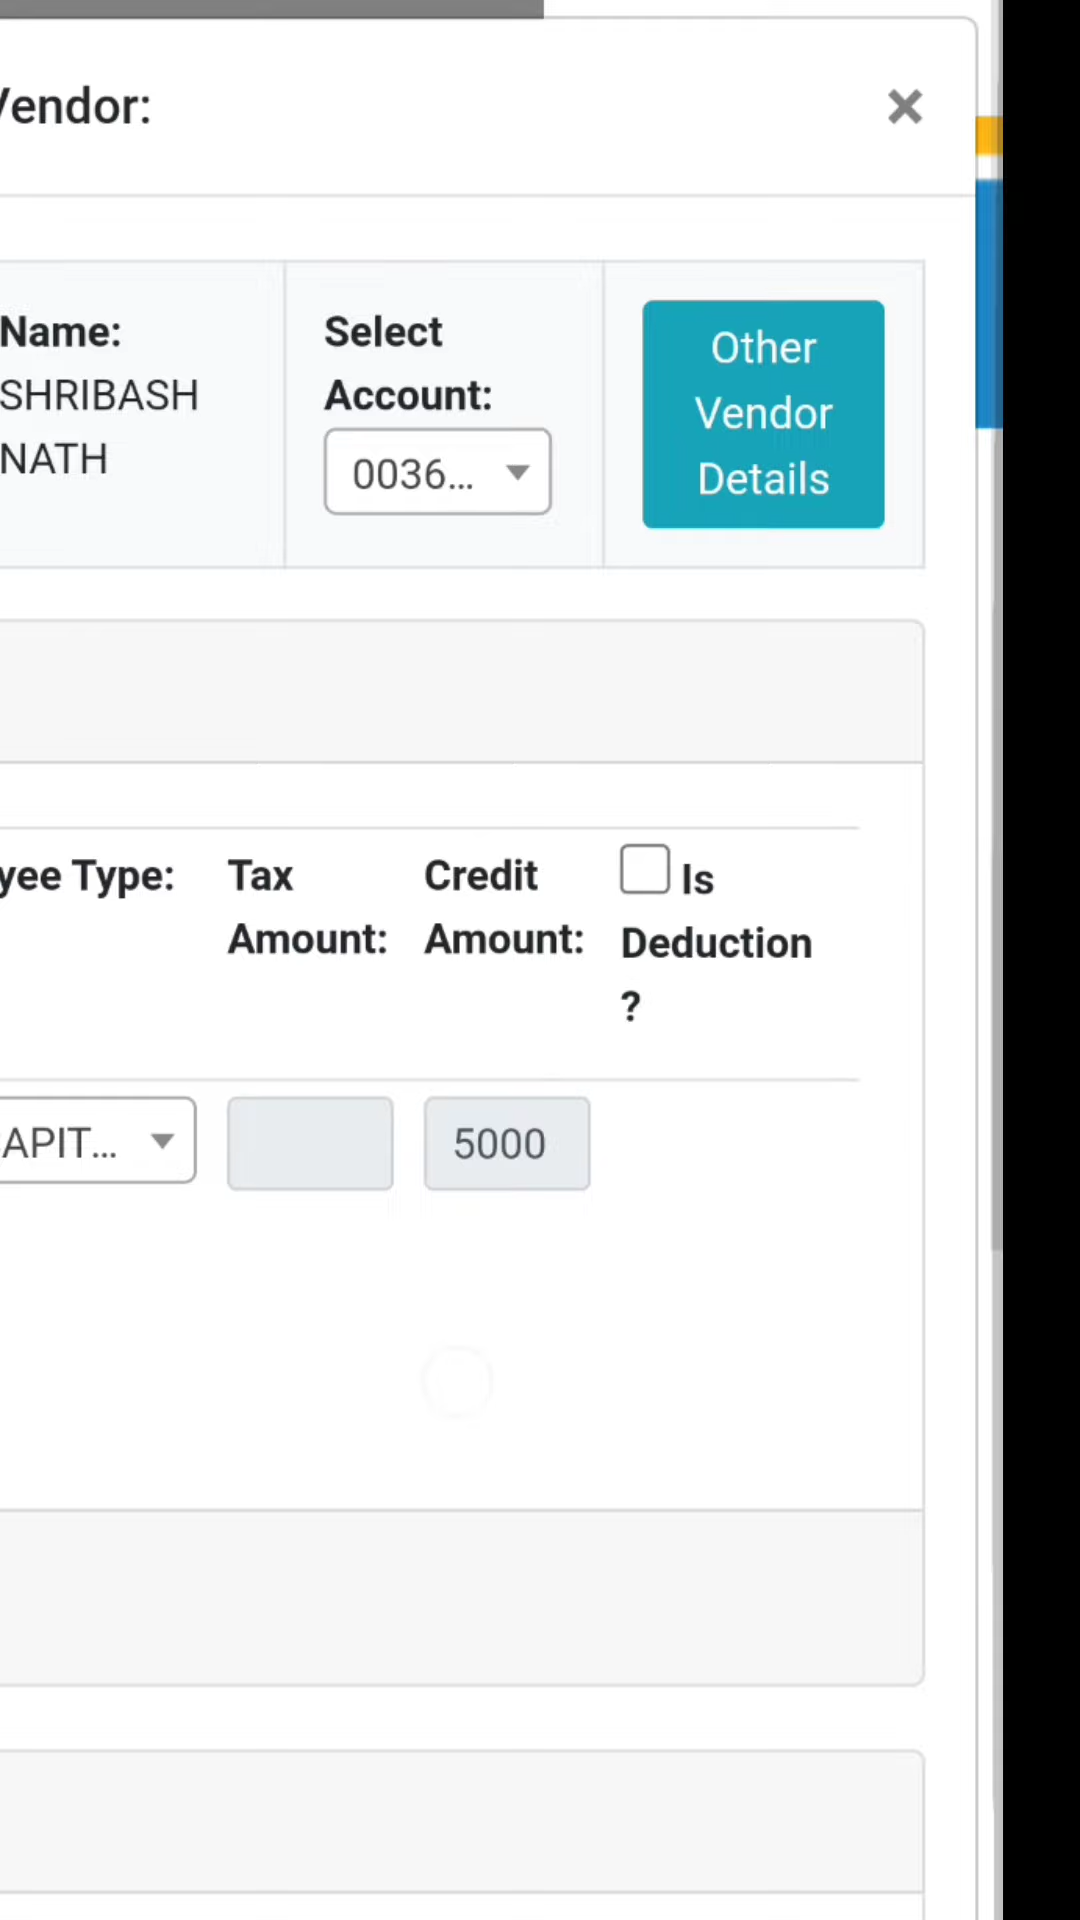 Vendor:
×
Name:
SHRIBASH
NATH
Select
Account:
0036...
Other
Vendor
Details
yee Type:
Tax
Amount:
Credit
Amount:
Is
Deduction
?
APIT...
5000